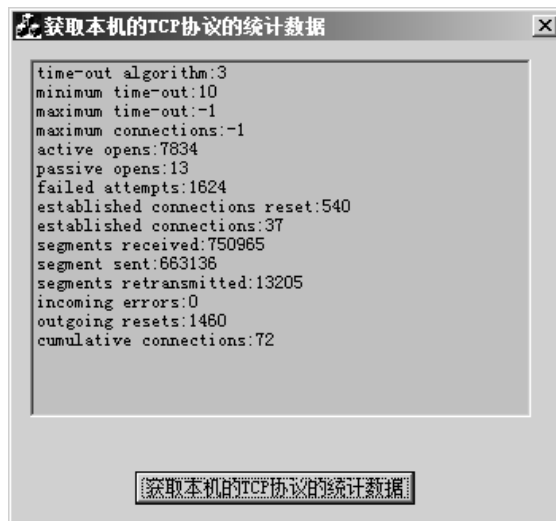 获取本机的TCP协议的统计数据
time-out algorithm:3
minimum time-out:10
maximum time-out:-1
maximum connections:-1
active opens:7834
passive opens:13
failed attempts:1624
established connections reset:540
established connections:37
segments received:750965
segment sent:663136
segments retransmitted:13205
incoming errors:0
outgoing resets:1460
cumulative connections:72
获取本机的TCP协议的统计数据